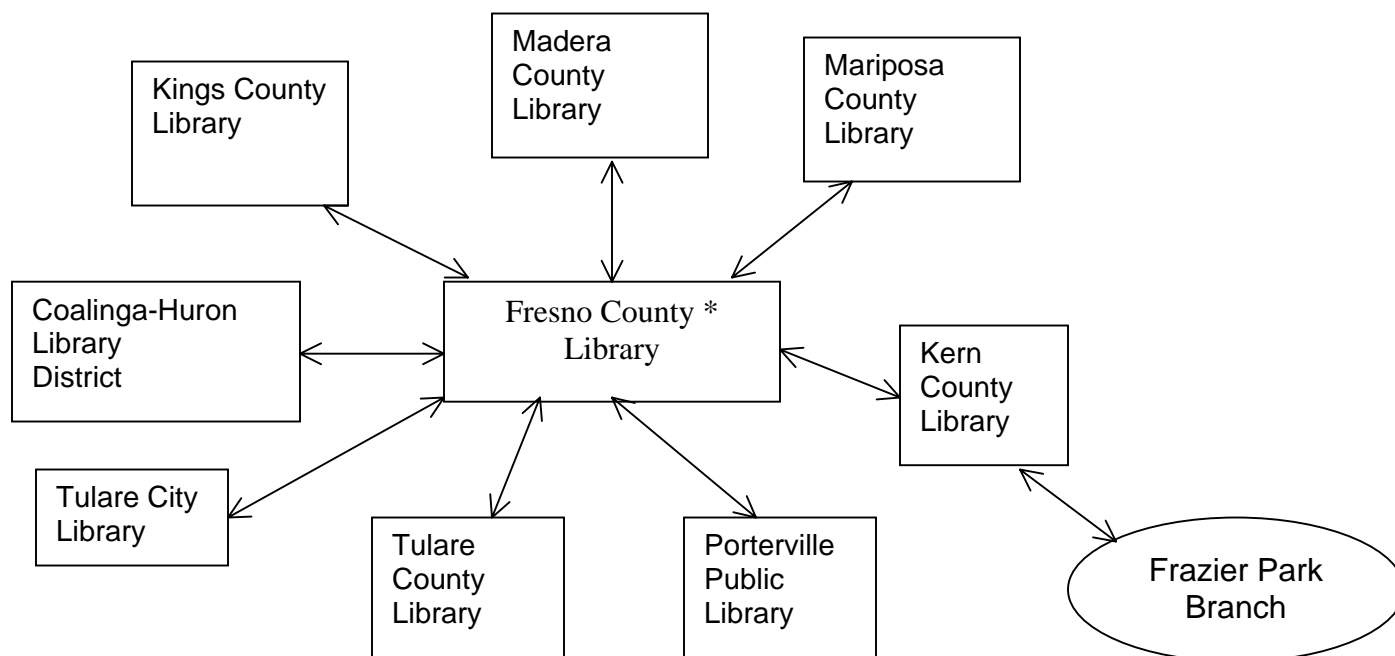 Madera
County
Library
Mariposa
County
Library
Kings County
Library
Coalinga-Huron
Library
District
Fresno County *
Library
Kern
County
Library
Tulare City
Library
Tulare
County
Library
Porterville
Public
Library
Frazier Park
Branch